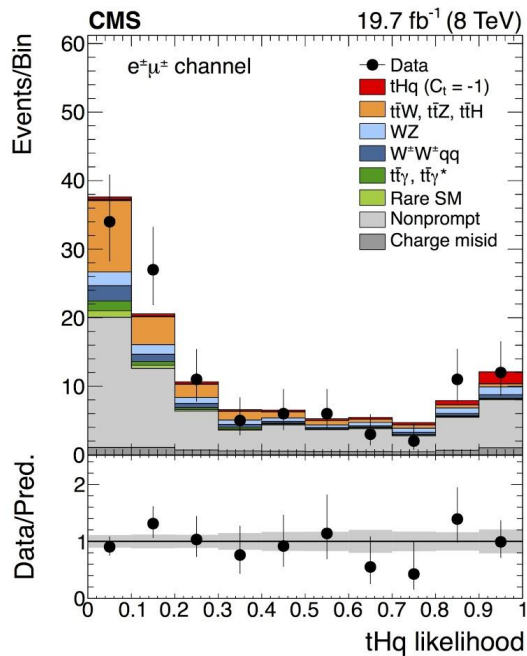 CMS 19.7 fb⁻¹ (8 TeV)
Events/Bin
60
50
40
30
20
10
0
e±μ± channel
Data
tHq (Cₜ = -1)
tt̄W, tt̄Z, tt̄H
WZ
W±W±qq
tt̄γ, tt̄γ*
Rare SM
Nonprompt
Charge misid
Data/Pred.
2
1
0
0 0.1 0.2 0.3 0.4 0.5 0.6 0.7 0.8 0.9 1
tHq likelihood